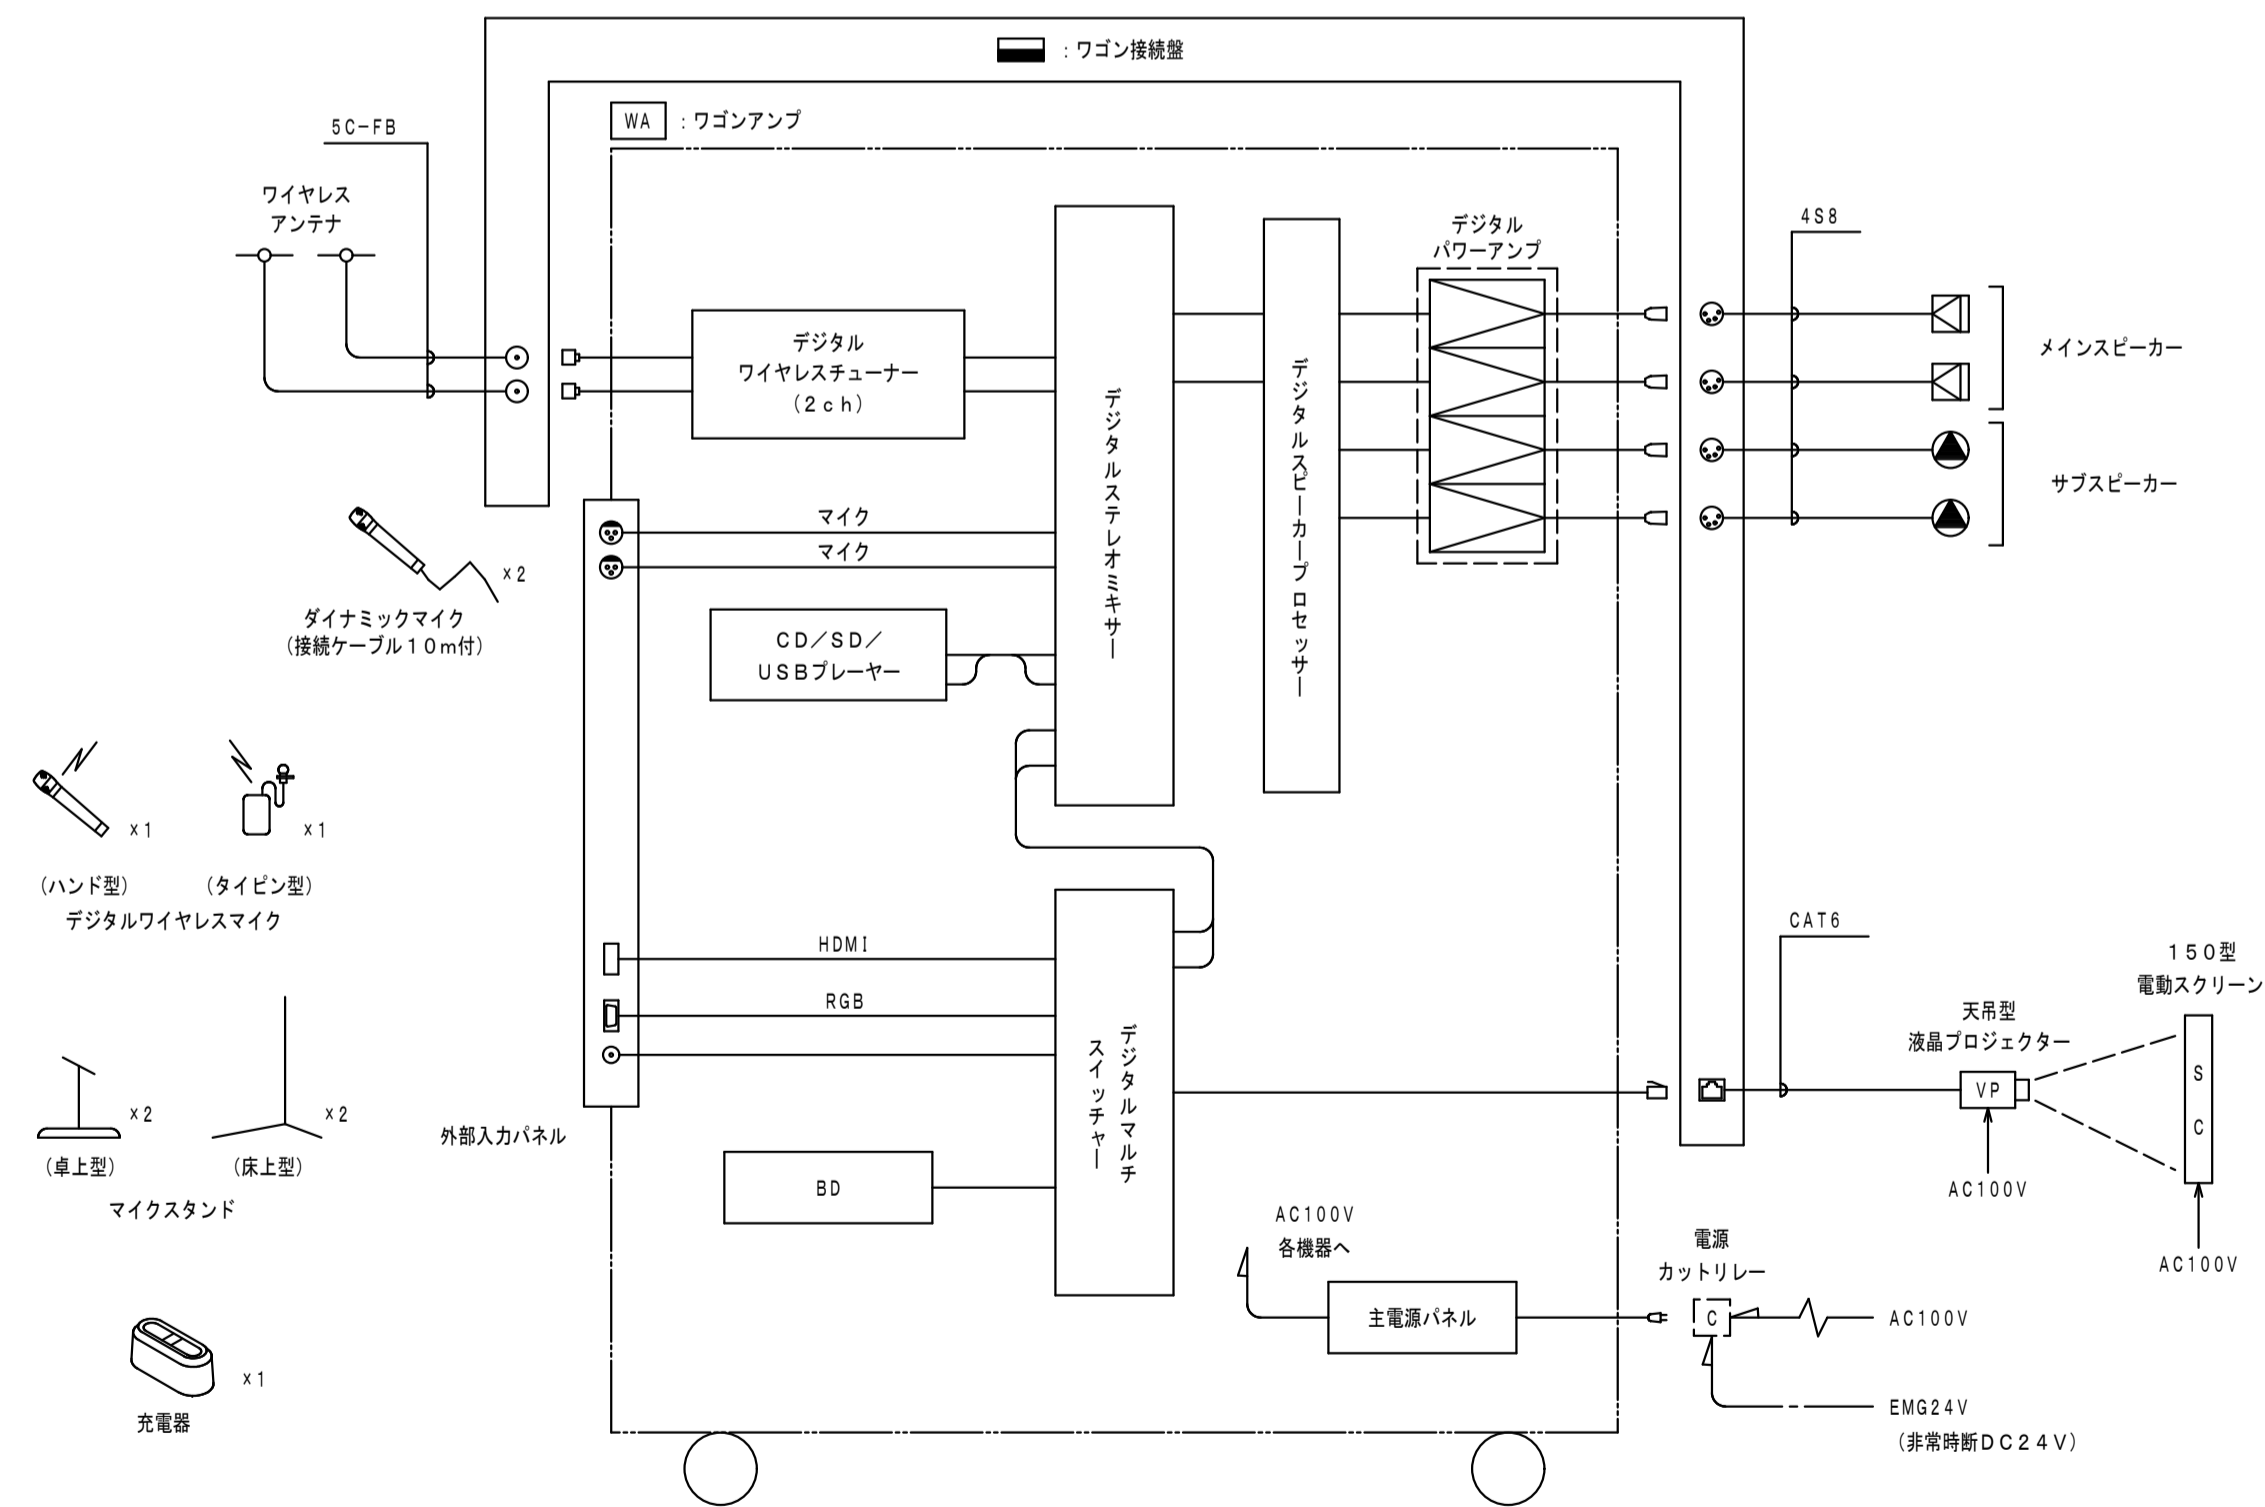 ：ワゴン接続盤
WA ：ワゴンアンプ
5C－FB
ワイヤレス
アンテナ
デジタル
ワイヤレスチューナー
（2ch）
デジタルステレオミキサー
デジタルスピーカープロセッサー
デジタル
パワーアンプ
4S8
メインスピーカー
サブスピーカー
マイク
マイク
×2
ダイナミックマイク
（接続ケーブル10m付）
CD／SD／
USBプレーヤー
×1
×1
（ハンド型）
（タイピン型）
デジタルワイヤレスマイク
HDMI
RGB
デジタルマルチ
スイッチャー
CAT6
150型
電動スクリーン
天吊型
液晶プロジェクター
VP
SC
AC100V
AC100V
×2
×2
（卓上型）
（床上型）
マイクスタンド
外部入力パネル
BD
AC100V
各機器へ
主電源パネル
電源
カットリレー
C
AC100V
EMG24V
（非常時断DC24V）
×1
充電器